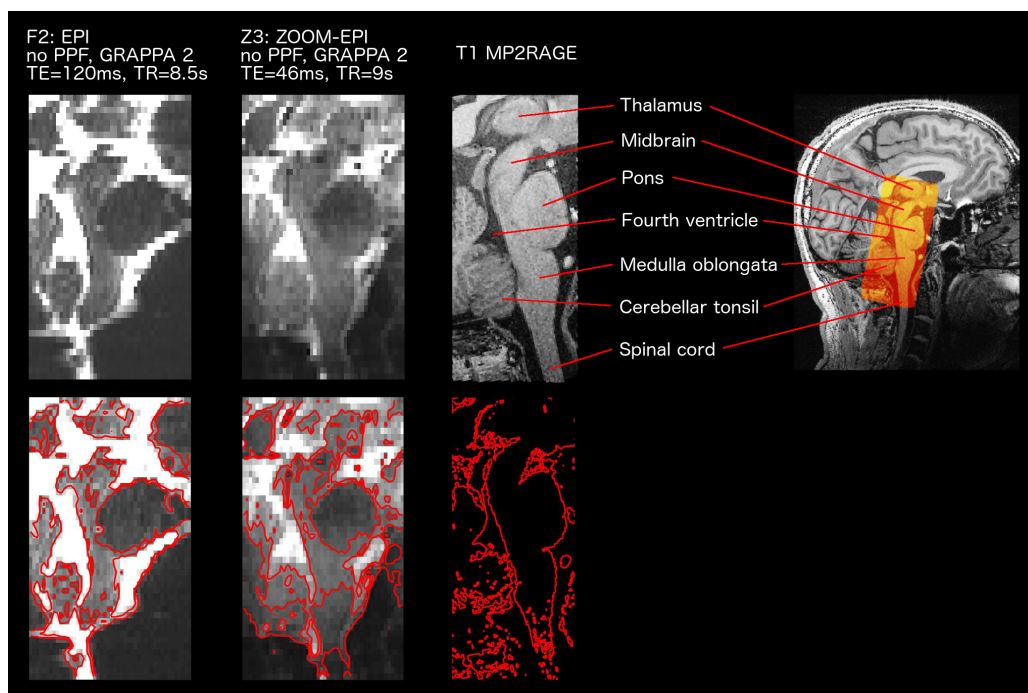 F2: EPI
no PPF, GRAPPA 2
TE=120ms, TR=8.5s
Z3: ZOOM-EPI
no PPF, GRAPPA 2
TE=46ms, TR=9s
T1 MP2RAGE
Thalamus
Midbrain
Pons
Fourth ventricle
Medulla oblongata
Cerebellar tonsil
Spinal cord